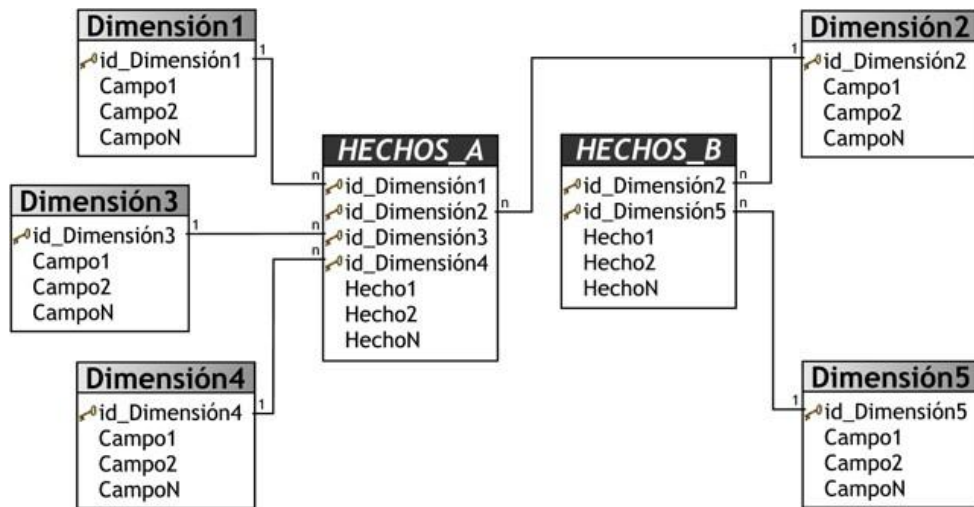 Dimensión1
id_Dimensión1
Campo1
Campo2
CampoN
1
Dimensión3
id_Dimensión3
Campo1
Campo2
CampoN
1
Dimensión4
id_Dimensión4
Campo1
Campo2
CampoN
1
HECHOS_A
n
id_Dimensión1
id_Dimensión2
n
n
id_Dimensión3
n
id_Dimensión4
Hecho1
Hecho2
HechoN
HECHOS_B
id_Dimensión2
n
id_Dimensión5
n
Hecho1
Hecho2
HechoN
Dimensión2
1
id_Dimensión2
Campo1
Campo2
CampoN
Dimensión5
1
id_Dimensión5
Campo1
Campo2
CampoN